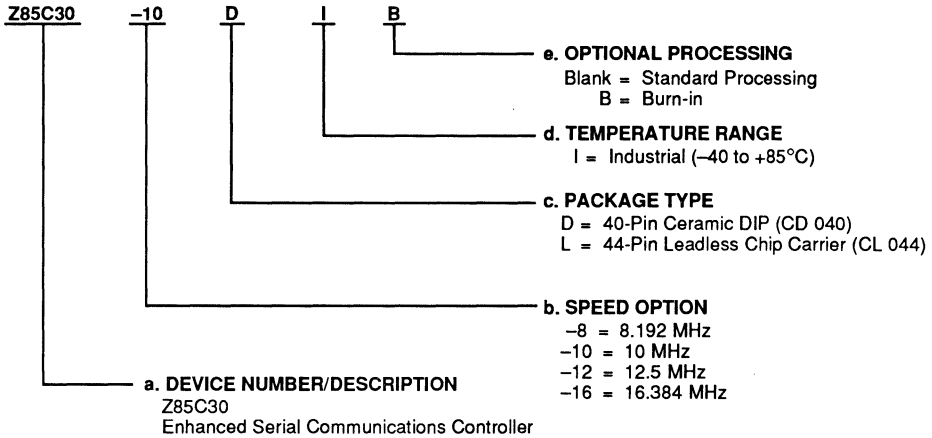 Z85C30 –10 D I B
e. OPTIONAL PROCESSING
Blank = Standard Processing
B = Burn-in
d. TEMPERATURE RANGE
I = Industrial (–40 to +85°C)
c. PACKAGE TYPE
D = 40-Pin Ceramic DIP (CD 040)
L = 44-Pin Leadless Chip Carrier (CL 044)
b. SPEED OPTION
–8 = 8.192 MHz
–10 = 10 MHz
–12 = 12.5 MHz
–16 = 16.384 MHz
a. DEVICE NUMBER/DESCRIPTION
Z85C30
Enhanced Serial Communications Controller